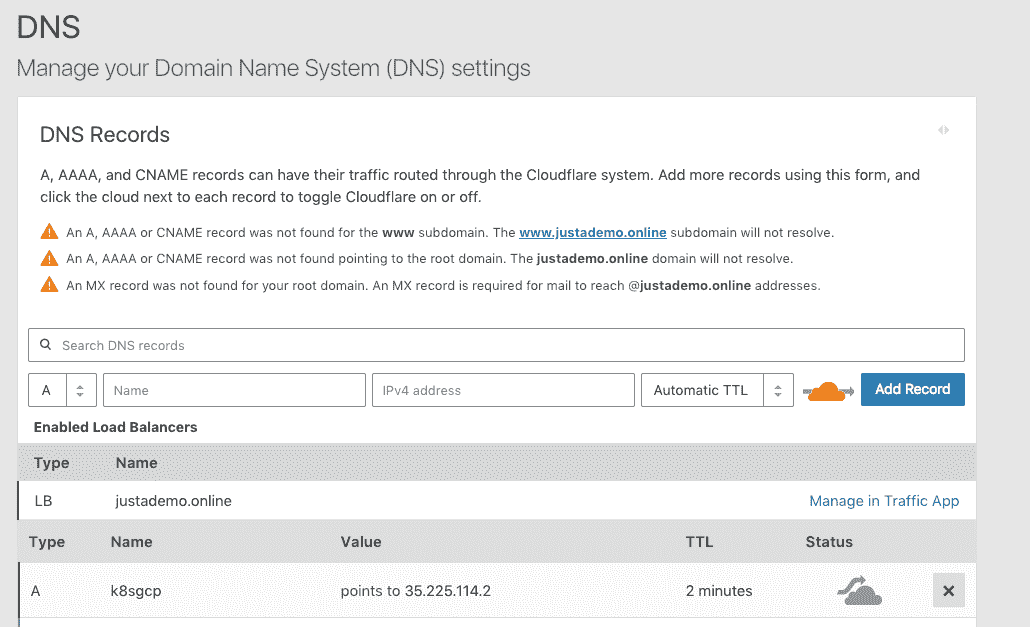 DNS
Manage your Domain Name System (DNS) settings
DNS Records
A, AAAA, and CNAME records can have their traffic routed through the Cloudflare system. Add more records using this form, and
click the cloud next to each record to toggle Cloudflare on or off.
An A, AAAA or CNAME record was not found for the www subdomain. The www.justademo.online subdomain will not resolve.
An A, AAAA or CNAME record was not found pointing to the root domain. The justademo.online domain will not resolve.
An MX record was not found for your root domain. An MX record is required for mail to reach @justademo.online addresses.
Search DNS records
A Name IPv4 address Automatic TTL Add Record
Enabled Load Balancers
Type Name
LB justademo.online Manage in Traffic App
Type Name Value TTL Status
A k8sgcp points to 35.225.114.2 2 minutes